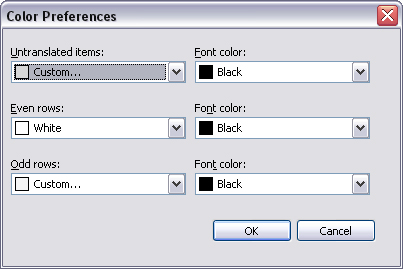 Color Preferences
Untranslated items: Font color:
Custom... Black
Even rows: Font color:
White Black
Odd rows: Font color:
Custom... Black
OK Cancel